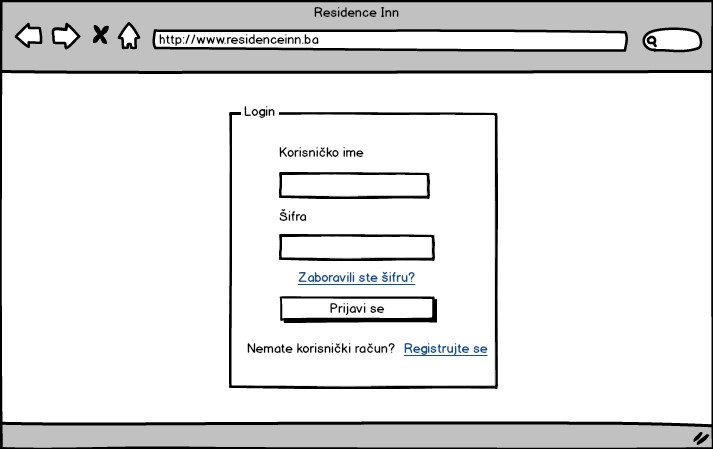 Residence Inn
http://www.residenceinn.ba
Login
Korisničko ime
Šifra
Zaboravili ste šifru?
Prijavi se
Nemate korisnički račun? Registrujte se